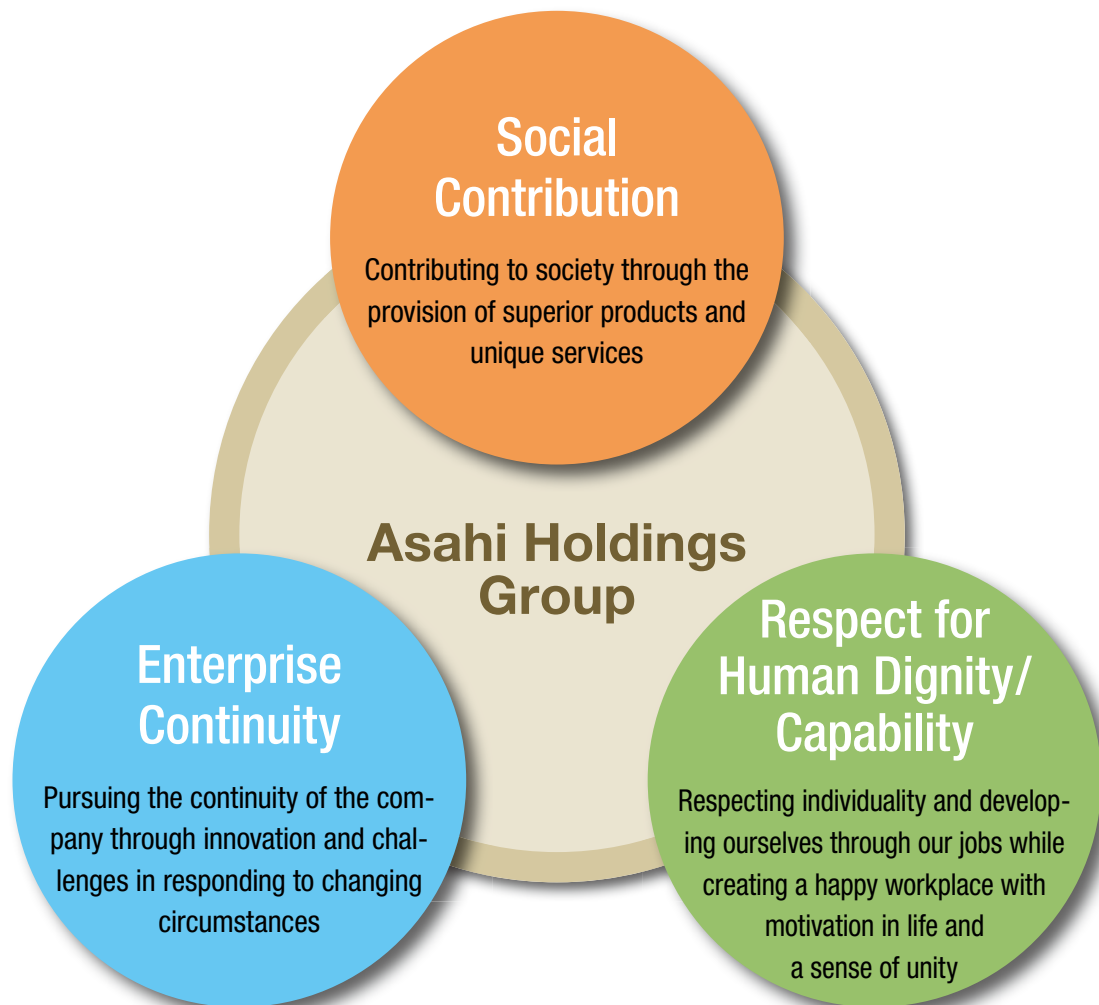 Social
Contribution
Contributing to society through the
provision of superior products and
unique services
Asahi Holdings
Group
Enterprise
Continuity
Pursuing the continuity of the com-
pany through innovation and chal-
lenges in responding to changing
circumstances
Respect for
Human Dignity/
Capability
Respecting individuality and develop-
ing ourselves through our jobs while
creating a happy workplace with
motivation in life and
a sense of unity